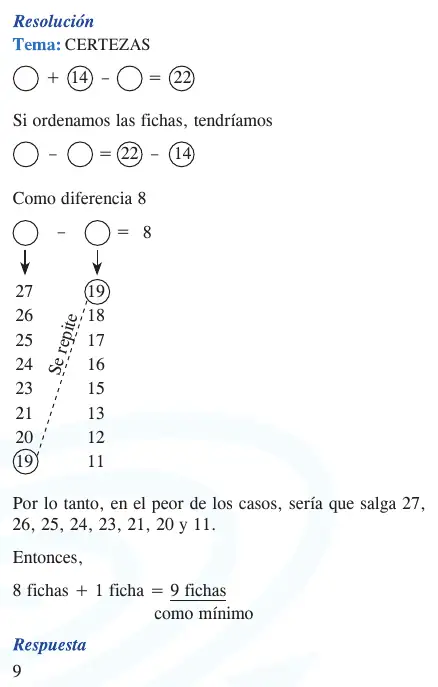 Resolución
Tema: CERTEZAS
◯ + 14 – ◯ = 22
Si ordenamos las fichas, tendríamos
◯ – ◯ = 22 – 14
Como diferencia 8
◯ – ◯ = 8
27 19
26 18
25 17
24 16
23 15
21 13
20 12
19 11
Se repite
Por lo tanto, en el peor de los casos, sería que salga 27,
26, 25, 24, 23, 21, 20 y 11.
Entonces,
8 fichas + 1 ficha = 9 fichas
como mínimo
Respuesta
9